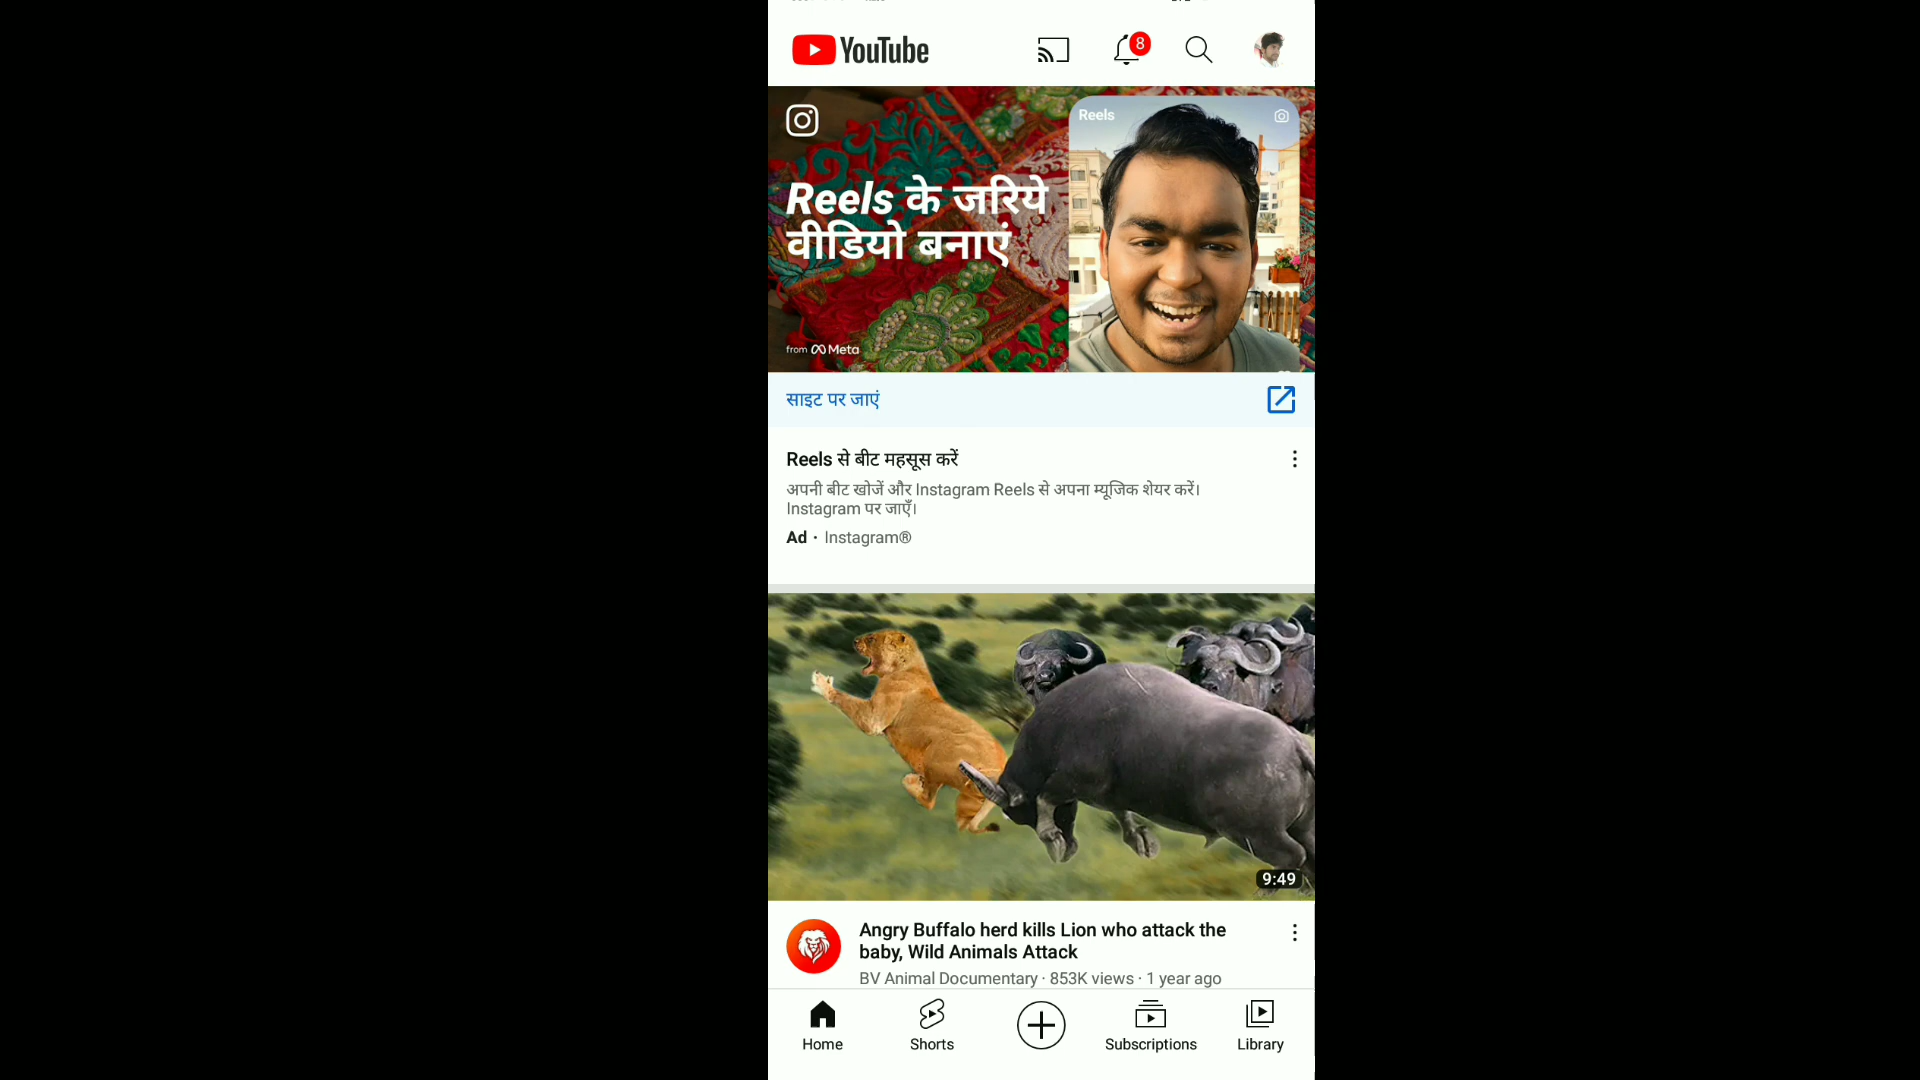 YouTube
8
Reels
Reels के जरिये
वीडियो बनाएं
from Meta
साइट पर जाएं
Reels से बीट महसूस करें
अपनी बीट खोजें और Instagram Reels से अपना म्यूजिक शेयर करें।
Instagram पर जाएँ।
Ad · Instagram®
9:49
Angry Buffalo herd kills Lion who attack the
baby, Wild Animals Attack
BV Animal Documentary · 853K views · 1 year ago
Home Shorts Subscriptions Library